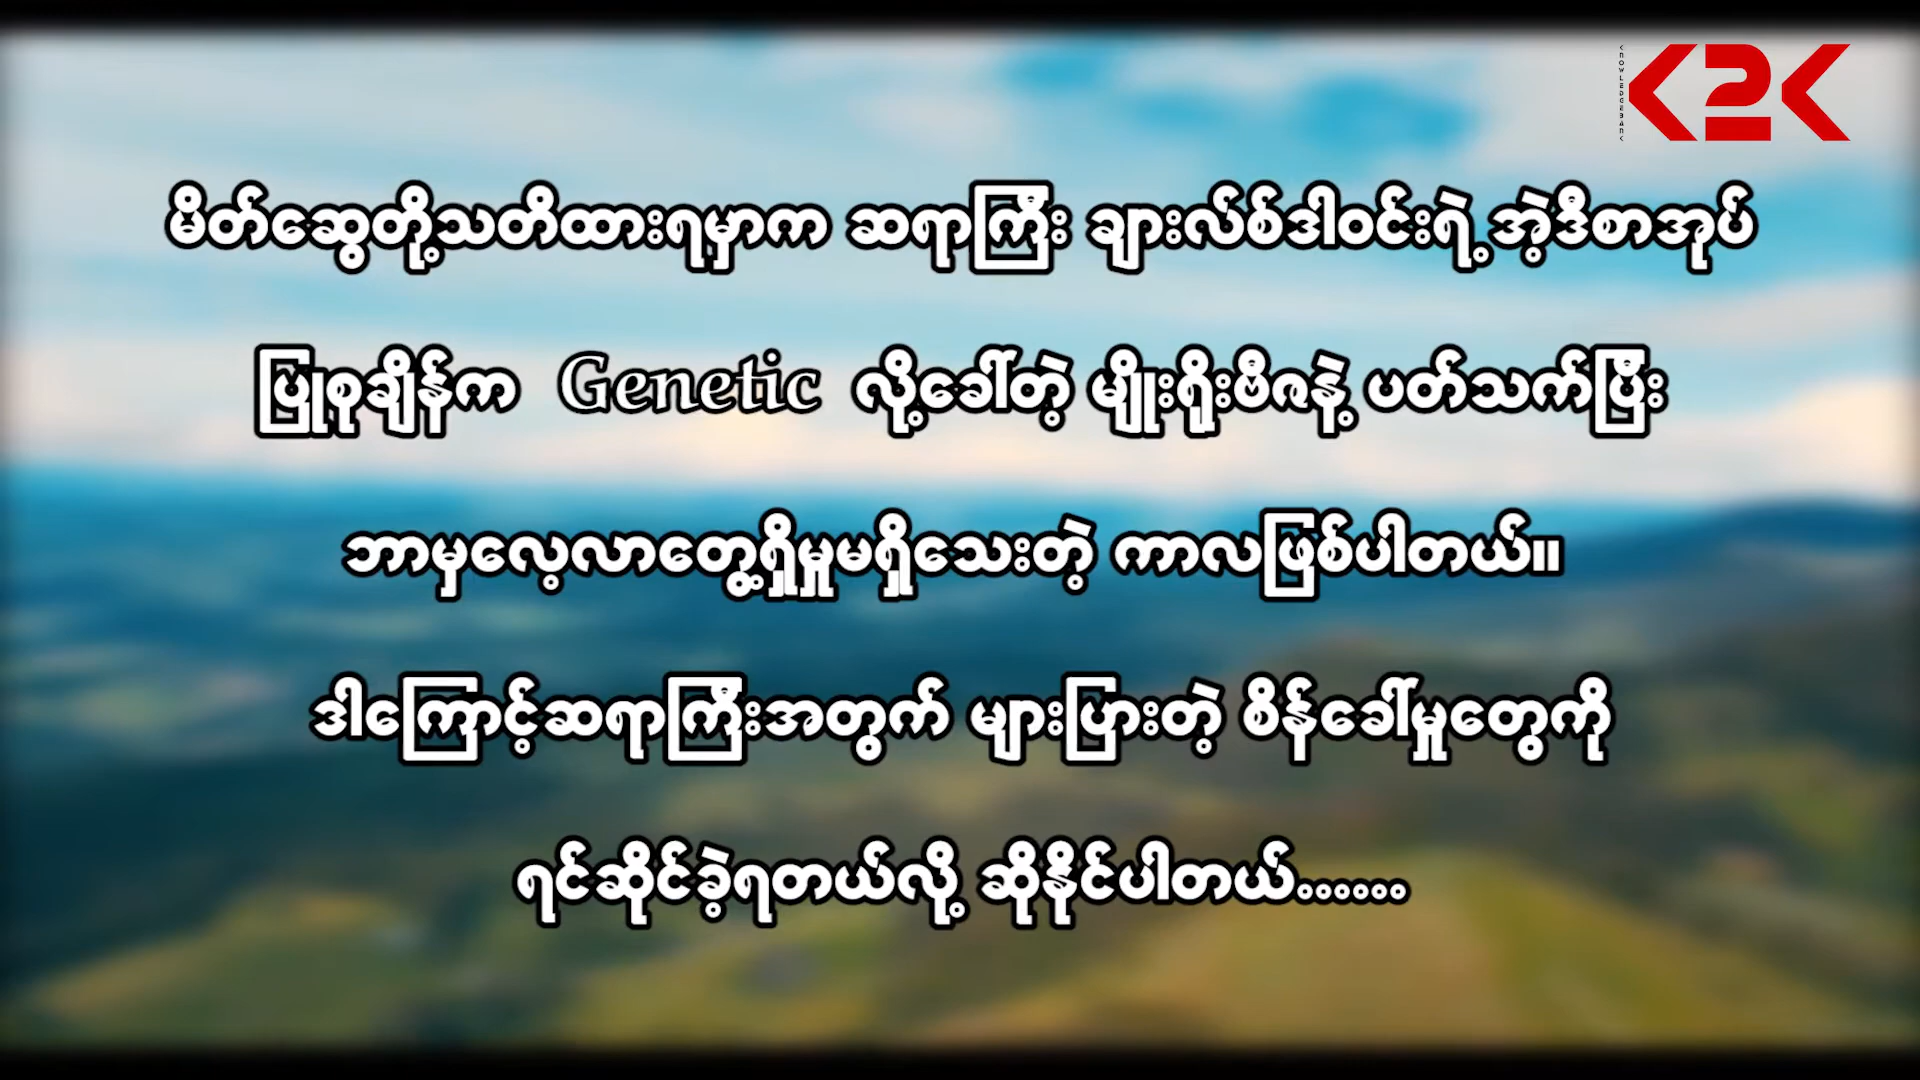 K2K
KNOWLEDGEBANK
မိတ်ဆွေတို့သတိထားရမှာက ဆရာကြီး ချားလ်စ်ဒါဝင်းရဲ့အဲ့ဒီစာအုပ်
ပြုစုချိန်က Genetic လို့ခေါ်တဲ့ မျိုးရိုးဗီဇနဲ့ ပတ်သက်ပြီး
ဘာမှလေ့လာတွေ့ရှိမှုမရှိသေးတဲ့ ကာလဖြစ်ပါတယ်။
ဒါကြောင့်ဆရာကြီးအတွက် များပြားတဲ့ စိန်ခေါ်မှုတွေကို
ရင်ဆိုင်ခဲ့ရတယ်လို့ ဆိုနိုင်ပါတယ်......